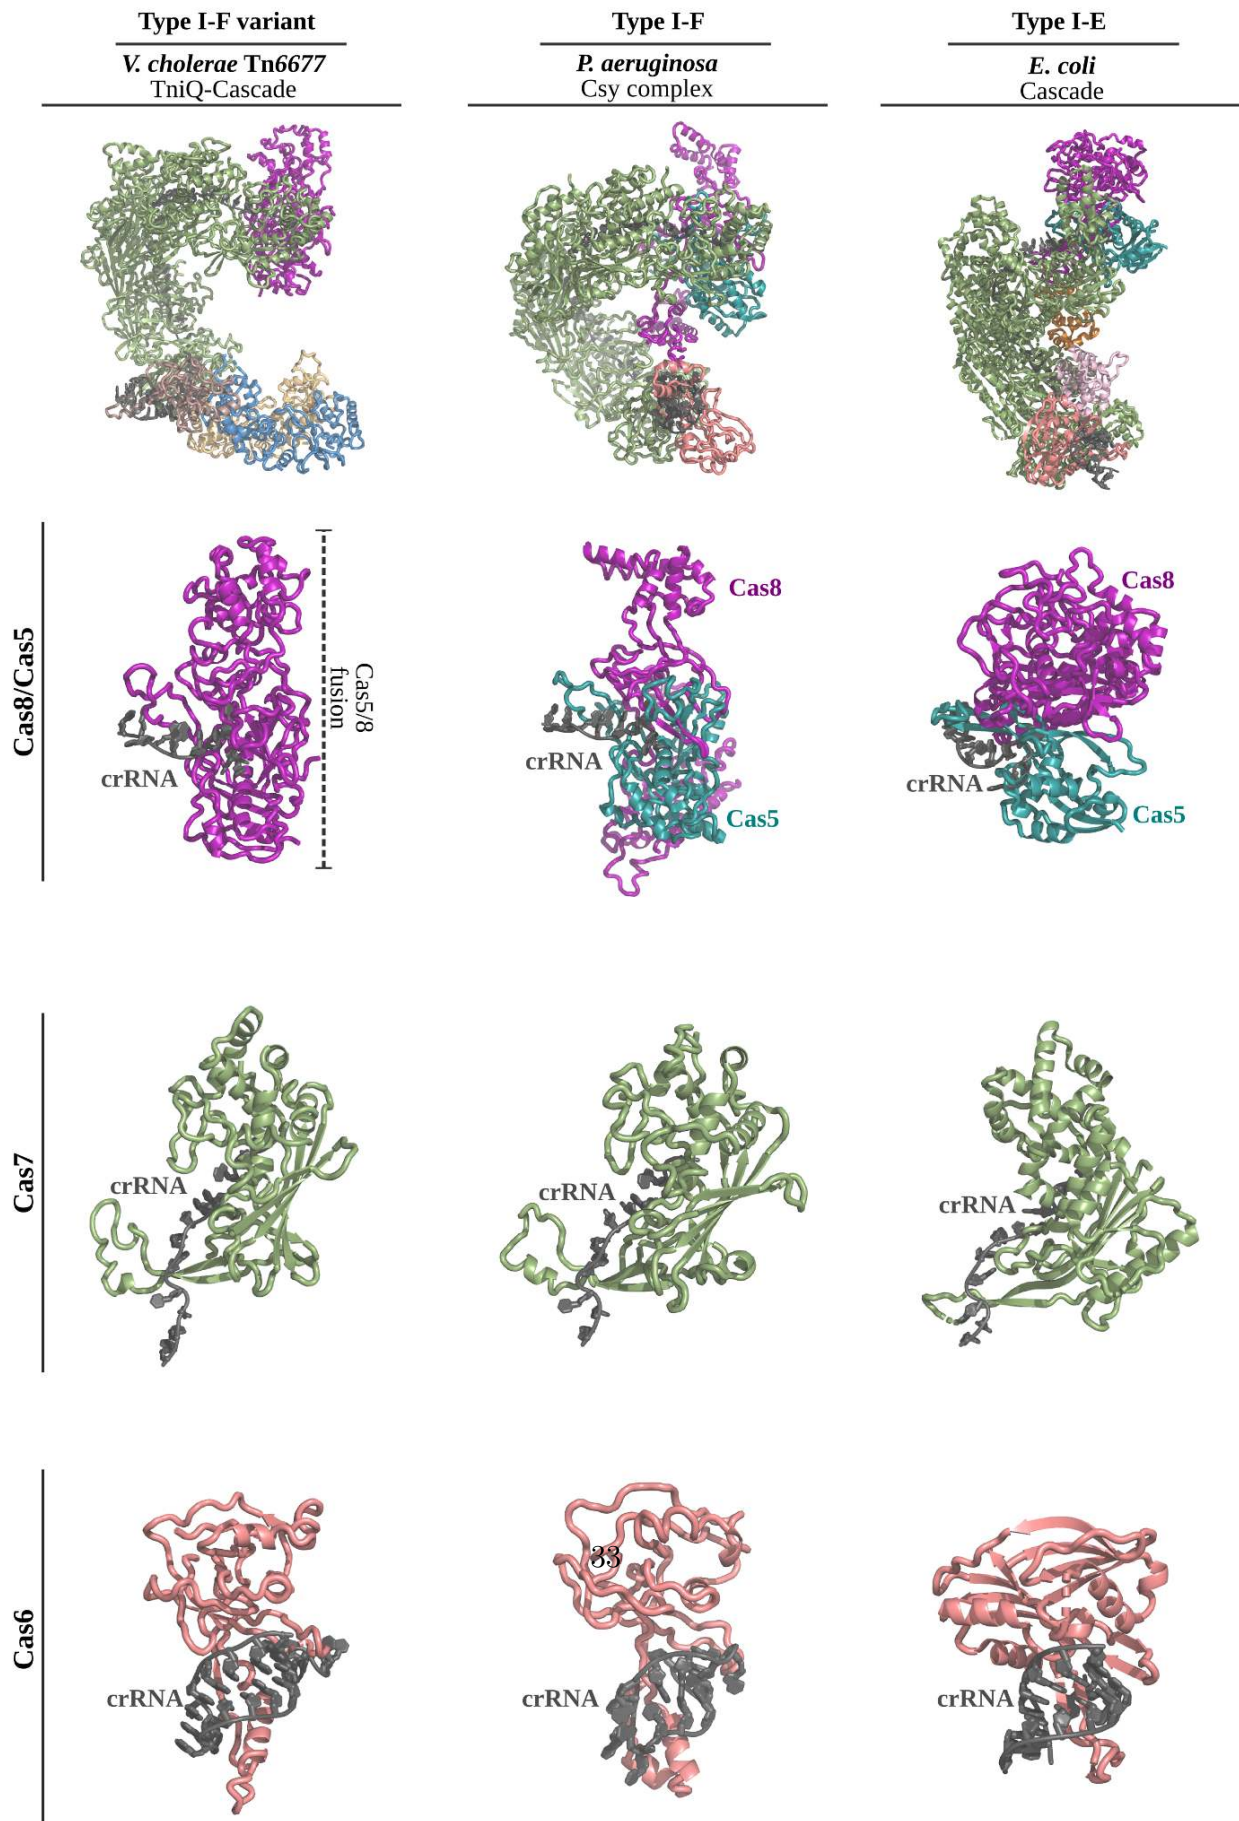 Type I-F variant
V. cholerae Tn6677
TniQ-Cascade
Type I-F
P. aeruginosa
Csy complex
Type I-E
E. coli
Cascade
Cas8/Cas5
Cas5/8
fusion
crRNA
Cas8
crRNA
Cas5
Cas8
crRNA
Cas5
Cas7
crRNA
crRNA
crRNA
Cas6
33
crRNA
crRNA
crRNA